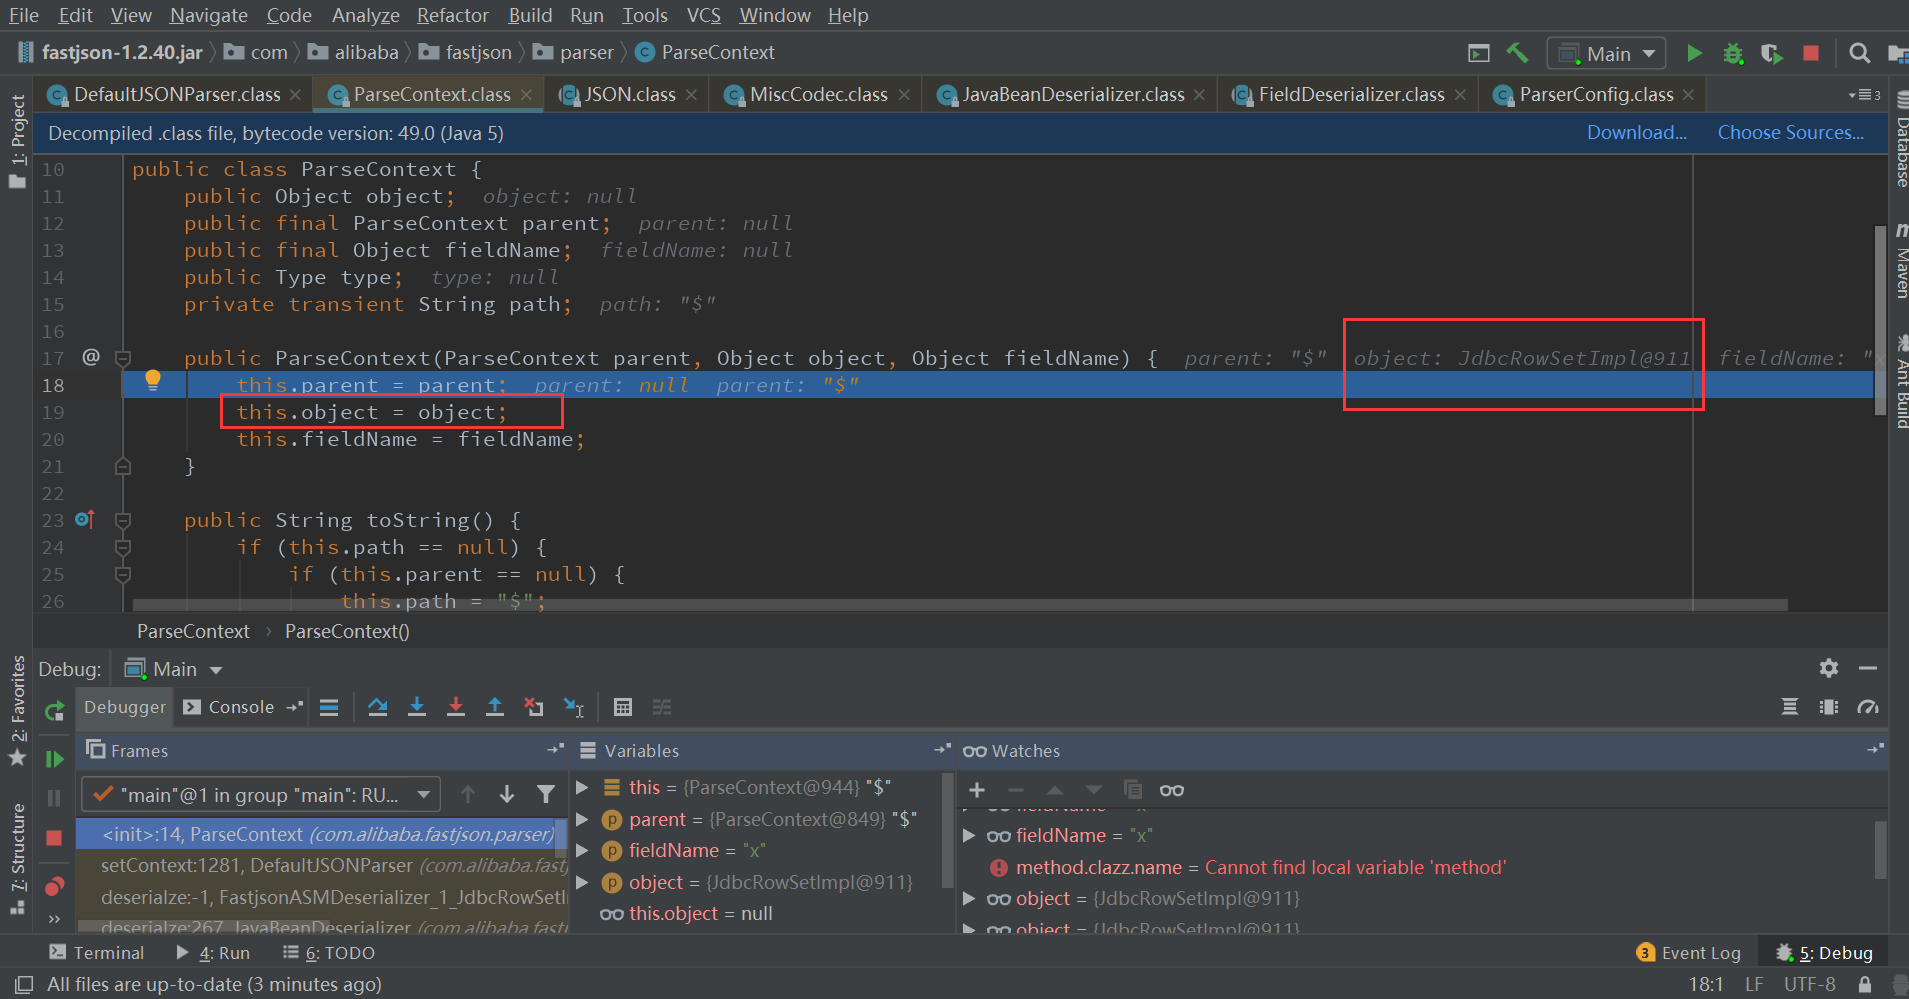 File Edit View Navigate Code Analyze Refactor Build Run Tools VCS Window Help
fastjson-1.2.40.jar com alibaba fastjson parser ParseContext Main
DefaultJSONParser.class ParseContext.class JSON.class MiscCodec.class JavaBeanDeserializer.class FieldDeserializer.class ParserConfig.class 3
Decompiled .class file, bytecode version: 49.0 (Java 5) Download... Choose Sources...
1: Project
2: Favorites
7: Structure
Database
Maven
Ant Build
10 public class ParseContext {
11 public Object object; object: null
12 public final ParseContext parent; parent: null
13 public final Object fieldName; fieldName: null
14 public Type type; type: null
15 private transient String path; path: "$"
16
17 @ public ParseContext(ParseContext parent, Object object, Object fieldName) { parent: "$" object: JdbcRowSetImpl@911 fieldName: "x
18 this.parent = parent; parent: null parent: "$"
19 this.object = object;
20 this.fieldName = fieldName;
21 }
22
23 public String toString() {
24 if (this.path == null) {
25 if (this.parent == null) {
26 this.path = "$";
ParseContext › ParseContext()
Debug: Main
Debugger Console
Frames
"main"@1 in group "main": RU...
<init>:14, ParseContext (com.alibaba.fastjson.parser)
setContext:1281, DefaultJSONParser (com.alibaba.fastj
deserialze:-1, FastjsonASMDeserializer_1_JdbcRowSetI
deserialze:267, JavaBeanDeserializer (com.alibaba.fastj
Variables
this = {ParseContext@944} "$"
parent = {ParseContext@849} "$"
fieldName = "x"
object = {JdbcRowSetImpl@911}
this.object = null
Watches
fieldName = "x"
fieldName = "x"
method.clazz.name = Cannot find local variable 'method'
object = {JdbcRowSetImpl@911}
object = {JdbcRowSetImpl@911}
Terminal 4: Run 6: TODO 3 Event Log 5: Debug
All files are up-to-date (3 minutes ago) 18:1 LF UTF-8